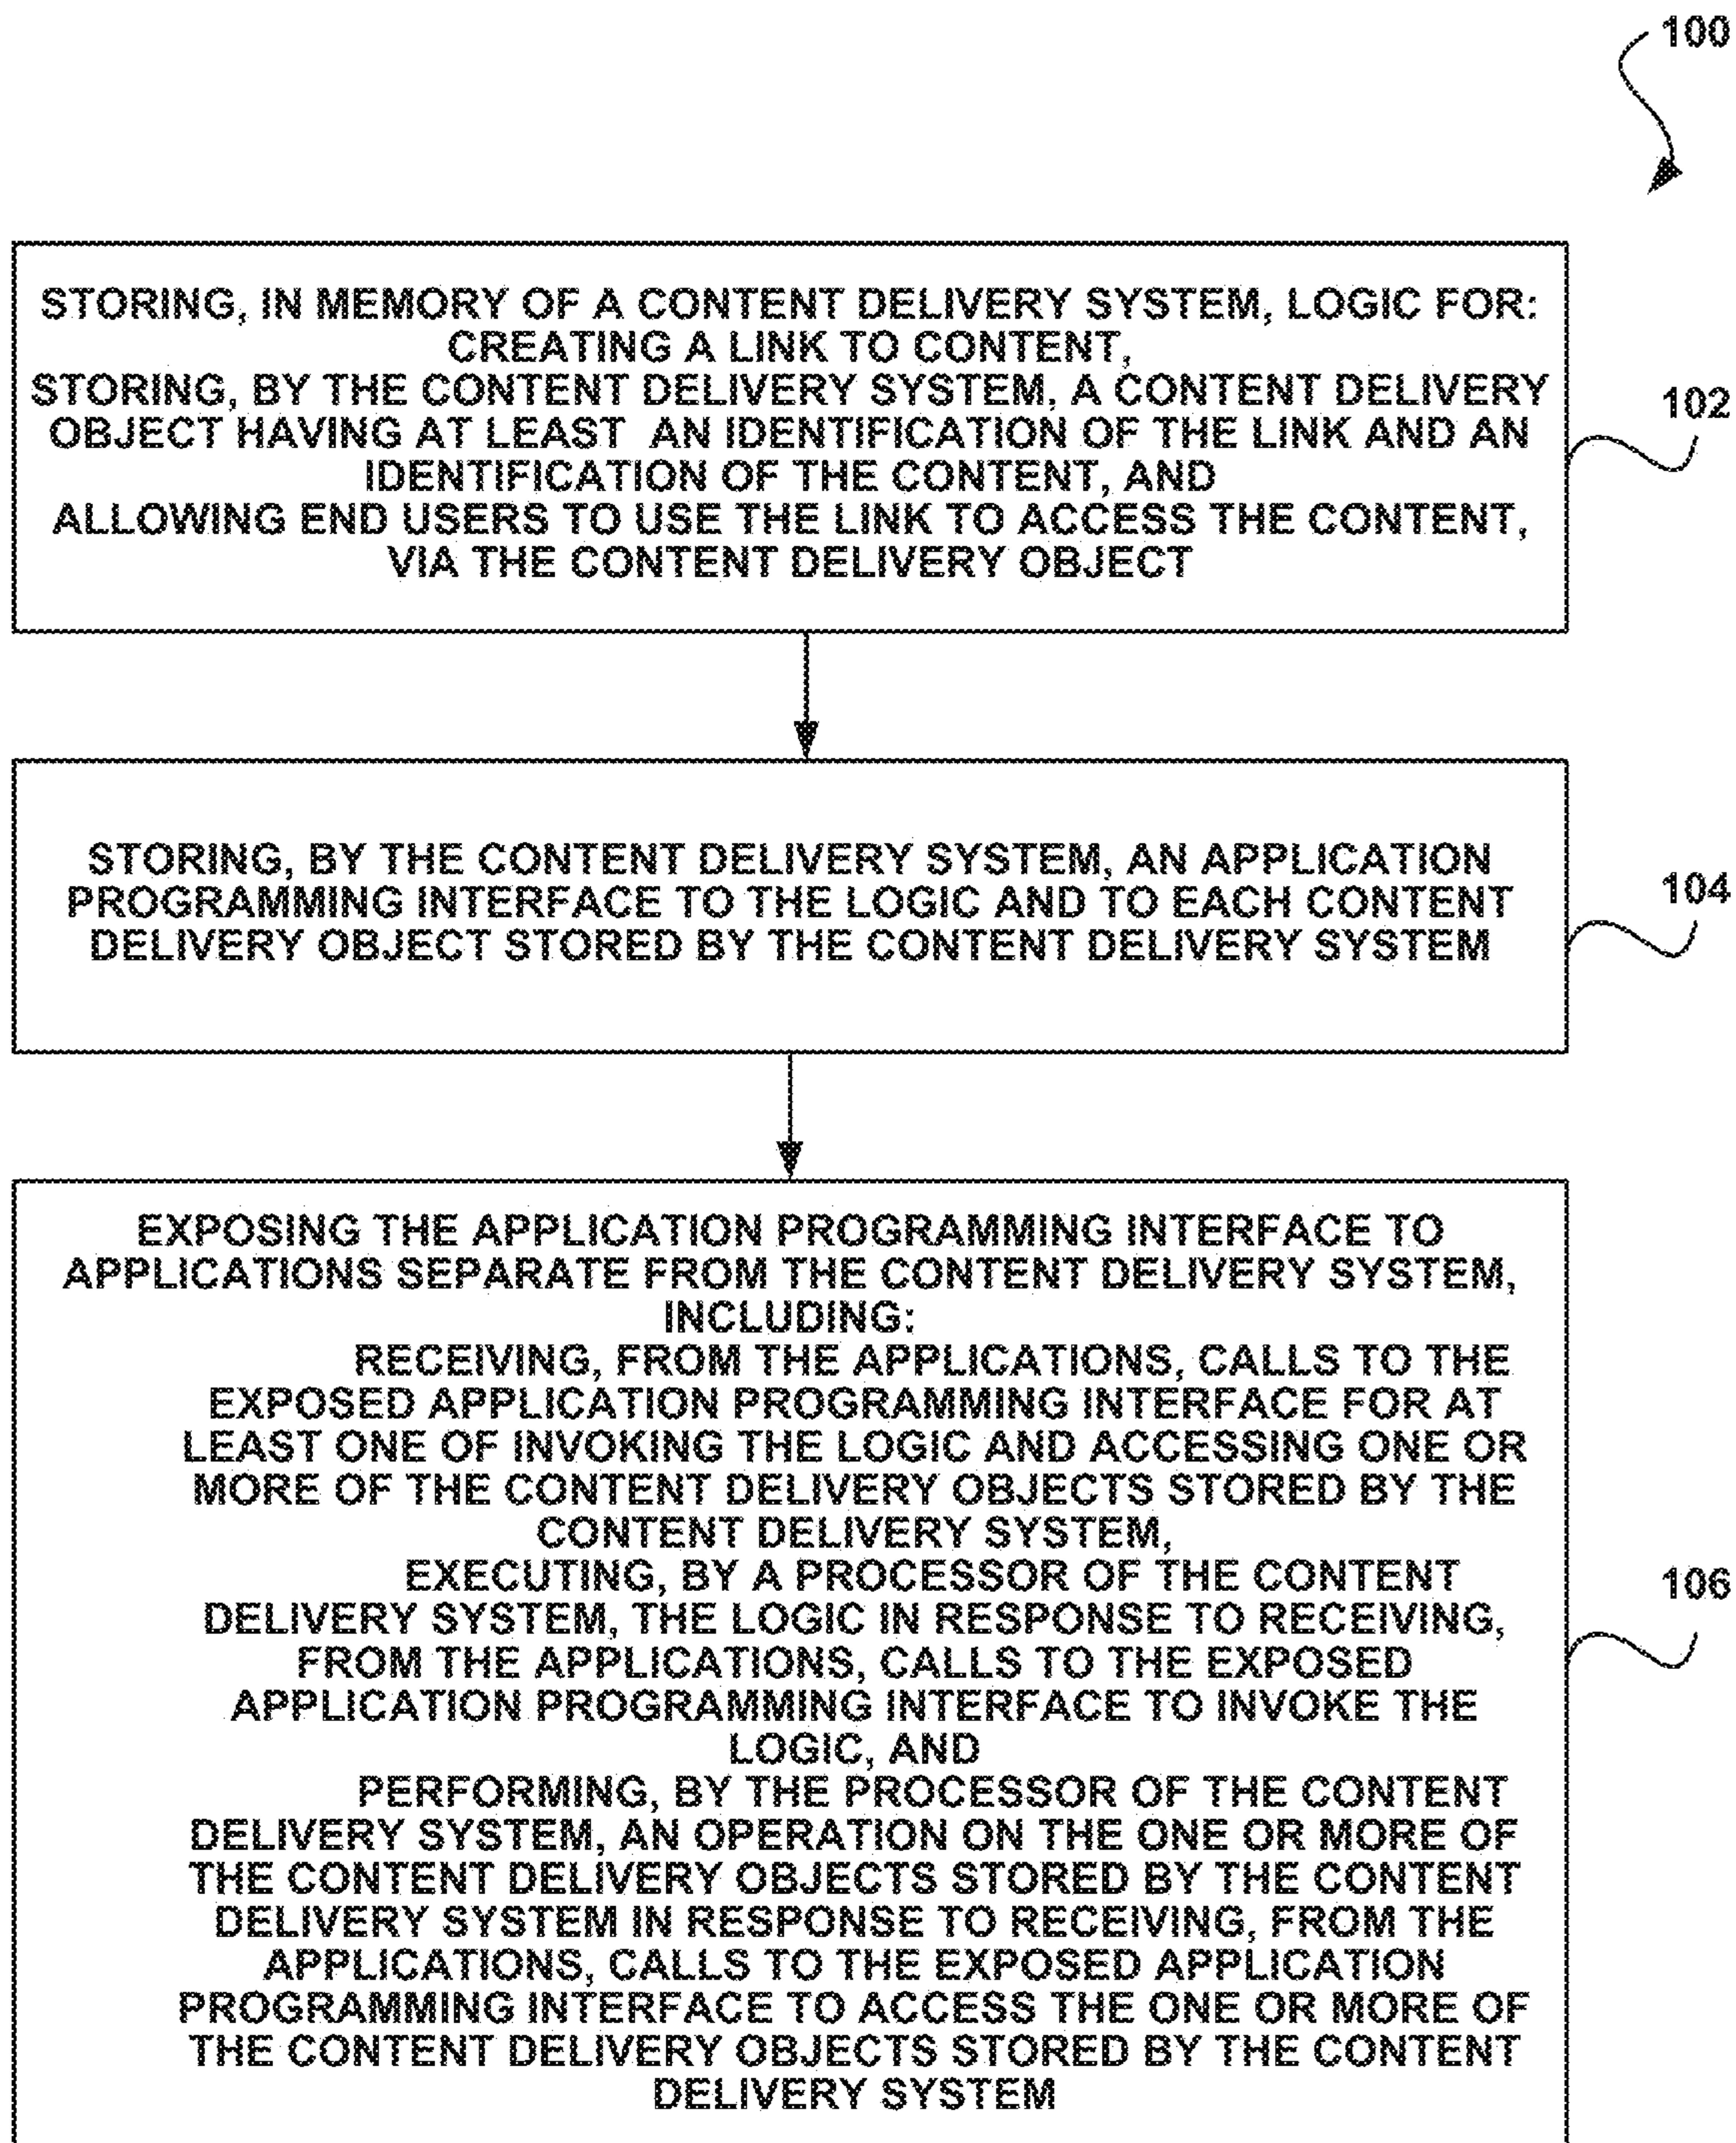 100
STORING, IN MEMORY OF A CONTENT DELIVERY SYSTEM, LOGIC FOR:
CREATING A LINK TO CONTENT,
STORING, BY THE CONTENT DELIVERY SYSTEM, A CONTENT DELIVERY
OBJECT HAVING AT LEAST AN IDENTIFICATION OF THE LINK AND AN
IDENTIFICATION OF THE CONTENT, AND
ALLOWING END USERS TO USE THE LINK TO ACCESS THE CONTENT,
VIA THE CONTENT DELIVERY OBJECT
102
STORING, BY THE CONTENT DELIVERY SYSTEM, AN APPLICATION
PROGRAMMING INTERFACE TO THE LOGIC AND TO EACH CONTENT
DELIVERY OBJECT STORED BY THE CONTENT DELIVERY SYSTEM
104
EXPOSING THE APPLICATION PROGRAMMING INTERFACE TO
APPLICATIONS SEPARATE FROM THE CONTENT DELIVERY SYSTEM,
INCLUDING:
RECEIVING, FROM THE APPLICATIONS, CALLS TO THE
EXPOSED APPLICATION PROGRAMMING INTERFACE FOR AT
LEAST ONE OF INVOKING THE LOGIC AND ACCESSING ONE OR
MORE OF THE CONTENT DELIVERY OBJECTS STORED BY THE
CONTENT DELIVERY SYSTEM,
EXECUTING, BY A PROCESSOR OF THE CONTENT
DELIVERY SYSTEM, THE LOGIC IN RESPONSE TO RECEIVING,
FROM THE APPLICATIONS, CALLS TO THE EXPOSED
APPLICATION PROGRAMMING INTERFACE TO INVOKE THE
LOGIC, AND
PERFORMING, BY THE PROCESSOR OF THE CONTENT
DELIVERY SYSTEM, AN OPERATION ON THE ONE OR MORE OF
THE CONTENT DELIVERY OBJECTS STORED BY THE CONTENT
DELIVERY SYSTEM IN RESPONSE TO RECEIVING, FROM THE
APPLICATIONS, CALLS TO THE EXPOSED APPLICATION
PROGRAMMING INTERFACE TO ACCESS THE ONE OR MORE OF
THE CONTENT DELIVERY OBJECTS STORED BY THE CONTENT
DELIVERY SYSTEM
106